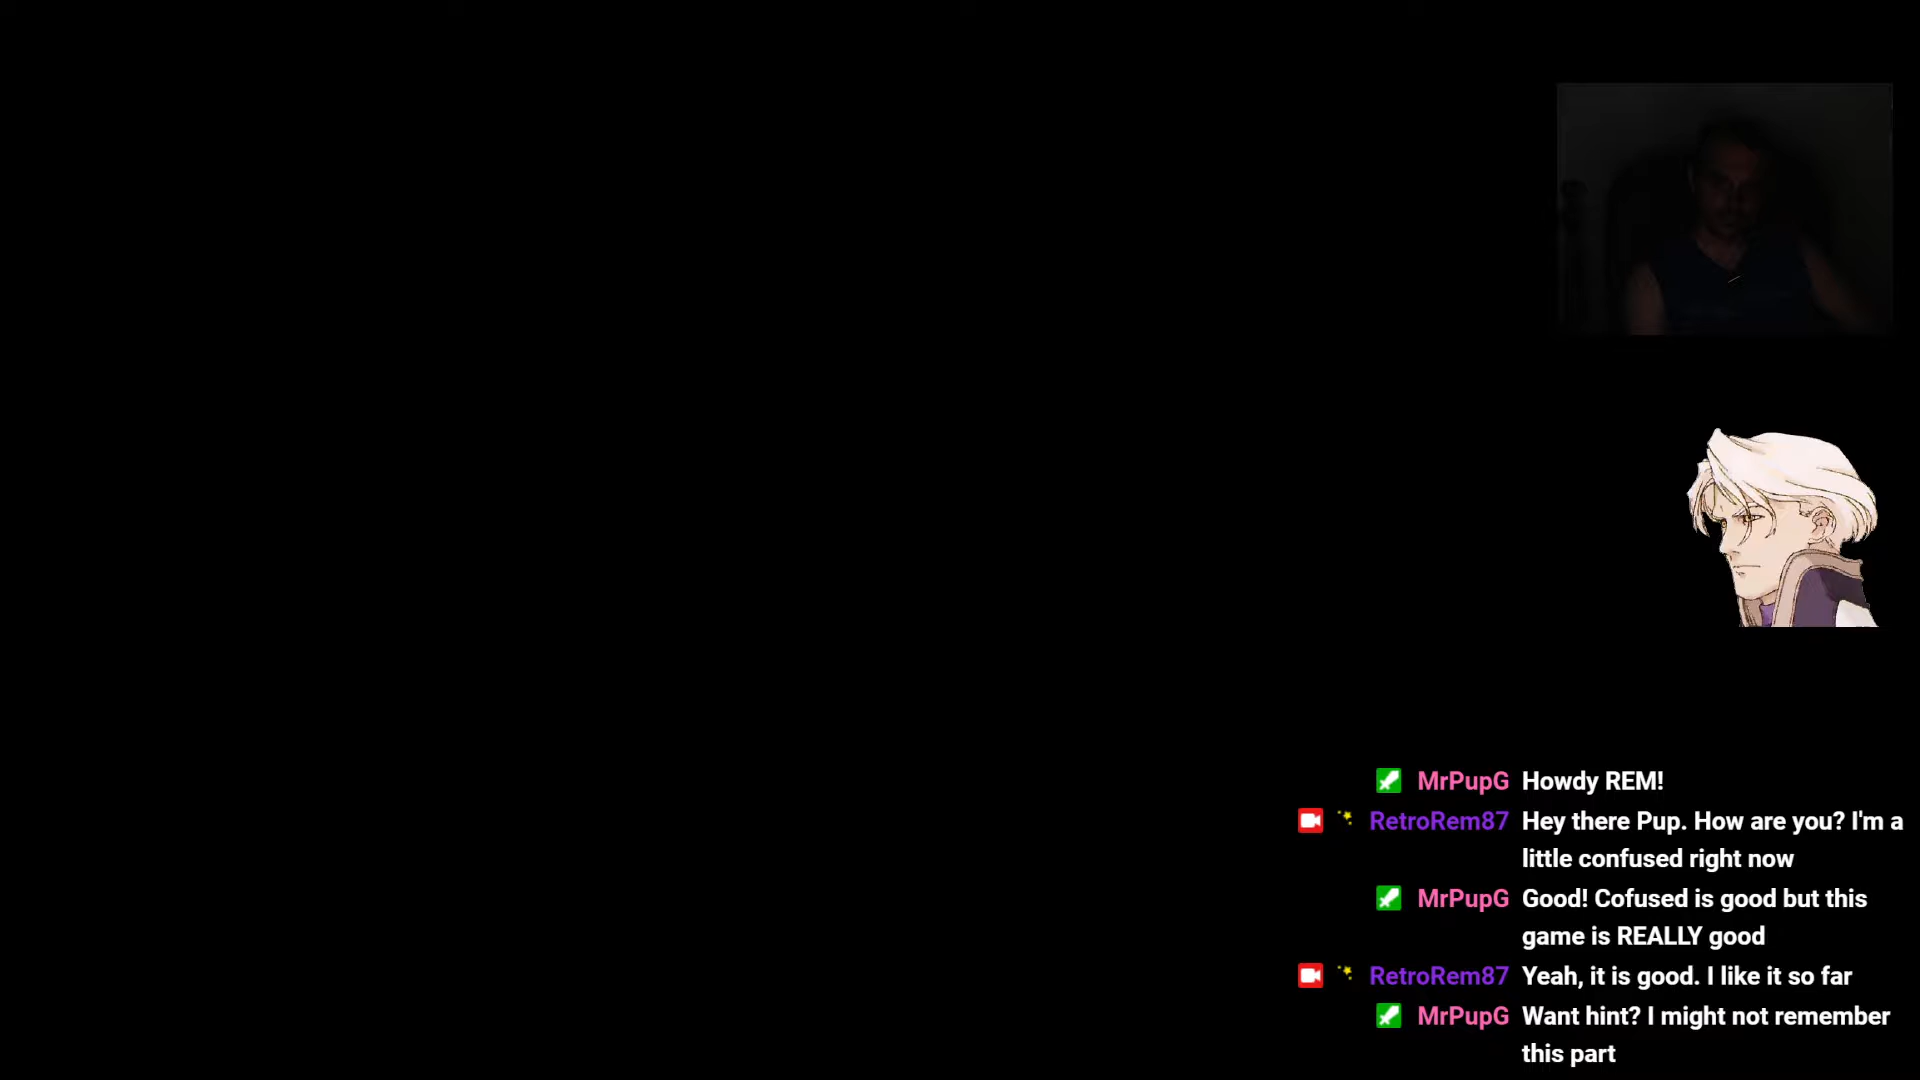 MrPupG Howdy REM!
RetroRem87 Hey there Pup. How are you? I'm a
little confused right now
MrPupG Good! Cofused is good but this
game is REALLY good
RetroRem87 Yeah, it is good. I like it so far
MrPupG Want hint? I might not remember
this part